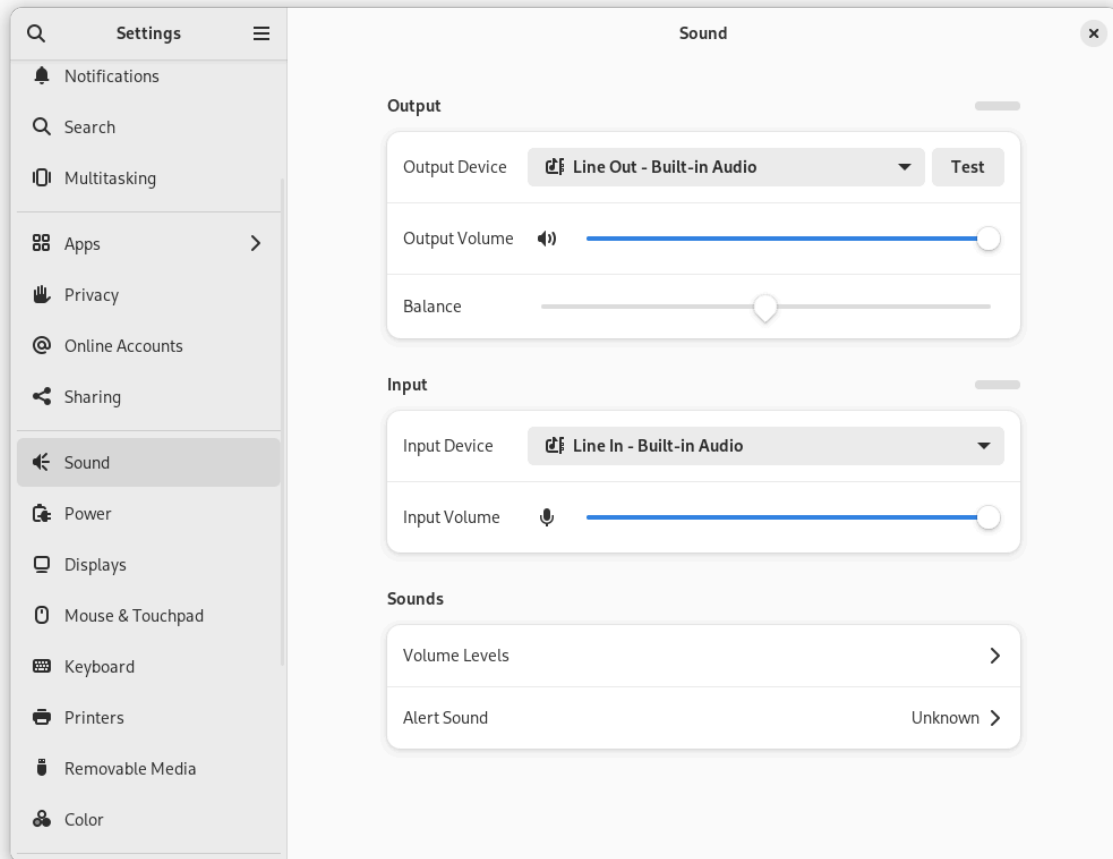 Settings
Sound
Notifications
Search
Multitasking
Apps
Privacy
Online Accounts
Sharing
Sound
Power
Displays
Mouse & Touchpad
Keyboard
Printers
Removable Media
Color
Output
Output Device
Line Out - Built-in Audio
Test
Output Volume
Balance
Input
Input Device
Line In - Built-in Audio
Input Volume
Sounds
Volume Levels
Alert Sound
Unknown